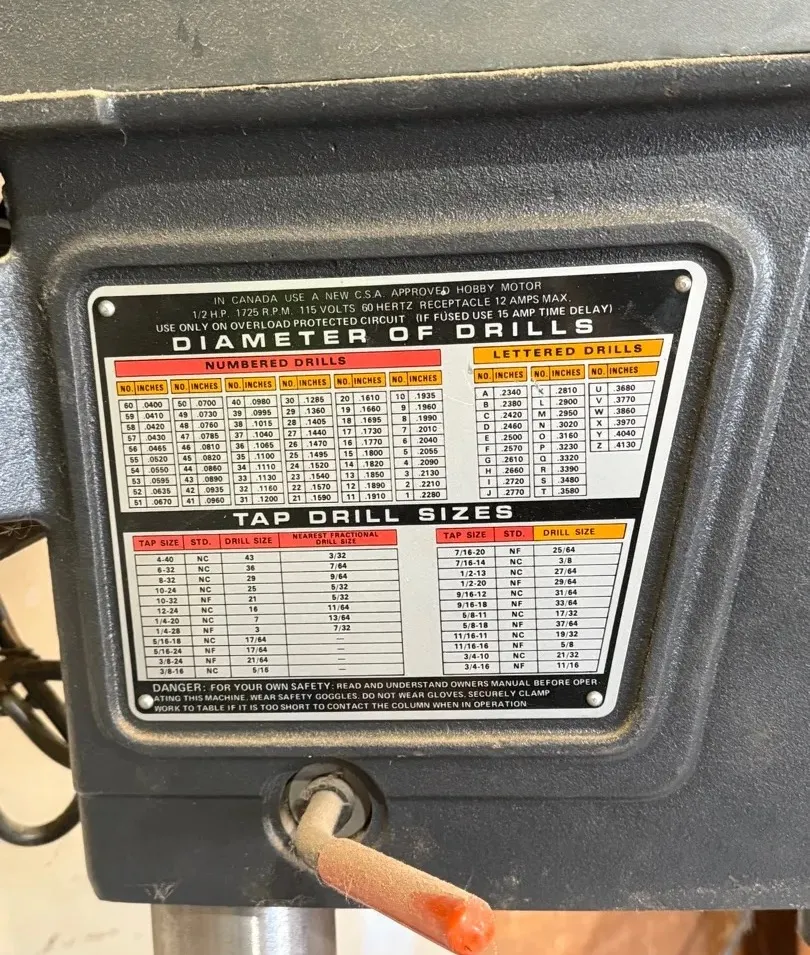 IN CANADA USE A NEW C.S.A. APPROVED HOBBY MOTOR
1/2 H.P. 1725 R.P.M. 115 VOLTS 60 HERTZ RECEPTACLE 12 AMPS MAX.
USE ONLY ON OVERLOAD PROTECTED CIRCUIT (IF FUSED USE 15 AMP TIME DELAY)
DIAMETER OF DRILLS
NUMBERED DRILLS
NO. INCHES NO. INCHES NO. INCHES NO. INCHES NO. INCHES NO. INCHES
60 .0400 50 .0700 40 .0980 30 .1285 20 .1610 10 .1935
59 .0410 49 .0730 39 .0995 29 .1360 19 .1660 9 .1960
58 .0420 48 .0760 38 .1015 28 .1405 18 .1695 8 .1990
57 .0430 47 .0785 37 .1040 27 .1440 17 .1730 7 .2010
56 .0465 46 .0810 36 .1065 26 .1470 16 .1770 6 .2040
55 .0520 45 .0820 35 .1100 25 .1495 15 .1800 5 .2055
54 .0550 44 .0860 34 .1110 24 .1520 14 .1820 4 .2090
53 .0595 43 .0890 33 .1130 23 .1540 13 .1850 3 .2130
52 .0635 42 .0935 32 .1160 22 .1570 12 .1890 2 .2210
51 .0670 41 .0960 31 .1200 21 .1590 11 .1910 1 .2280
LETTERED DRILLS
NO. INCHES NO. INCHES NO. INCHES
A .2340 K .2810 U .3680
B .2380 L .2900 V .3770
C .2420 M .2950 W .3860
D .2460 N .3020 X .3970
E .2500 O .3160 Y .4040
F .2570 P .3230 Z .4130
G .2610 Q .3320
H .2660 R .3390
I .2720 S .3480
J .2770 T .3580
TAP DRILL SIZES
TAP SIZE STD. DRILL SIZE NEAREST FRACTIONAL DRILL SIZE
4-40 NC 43 3/32
6-32 NC 36 7/64
8-32 NC 29 9/64
10-24 NC 25 5/32
10-32 NF 21 5/32
12-24 NC 16 11/64
1/4-20 NC 7 13/64
1/4-28 NF 3 7/32
5/16-18 NC 17/64 —
5/16-24 NF 17/64 —
3/8-24 NF 21/64 —
3/8-16 NC 5/16 —
TAP SIZE STD. DRILL SIZE
7/16-20 NF 25/64
7/16-14 NC 3/8
1/2-13 NC 27/64
1/2-20 NF 29/64
9/16-12 NC 31/64
9/16-18 NF 33/64
5/8-11 NC 17/32
5/8-18 NF 37/64
11/16-11 NC 19/32
11/16-16 NF 5/8
3/4-10 NC 21/32
3/4-16 NF 11/16
DANGER: FOR YOUR OWN SAFETY: READ AND UNDERSTAND OWNERS MANUAL BEFORE OPER-
ATING THIS MACHINE. WEAR SAFETY GOGGLES. DO NOT WEAR GLOVES. SECURELY CLAMP
WORK TO TABLE IF IT IS TOO SHORT TO CONTACT THE COLUMN WHEN IN OPERATION